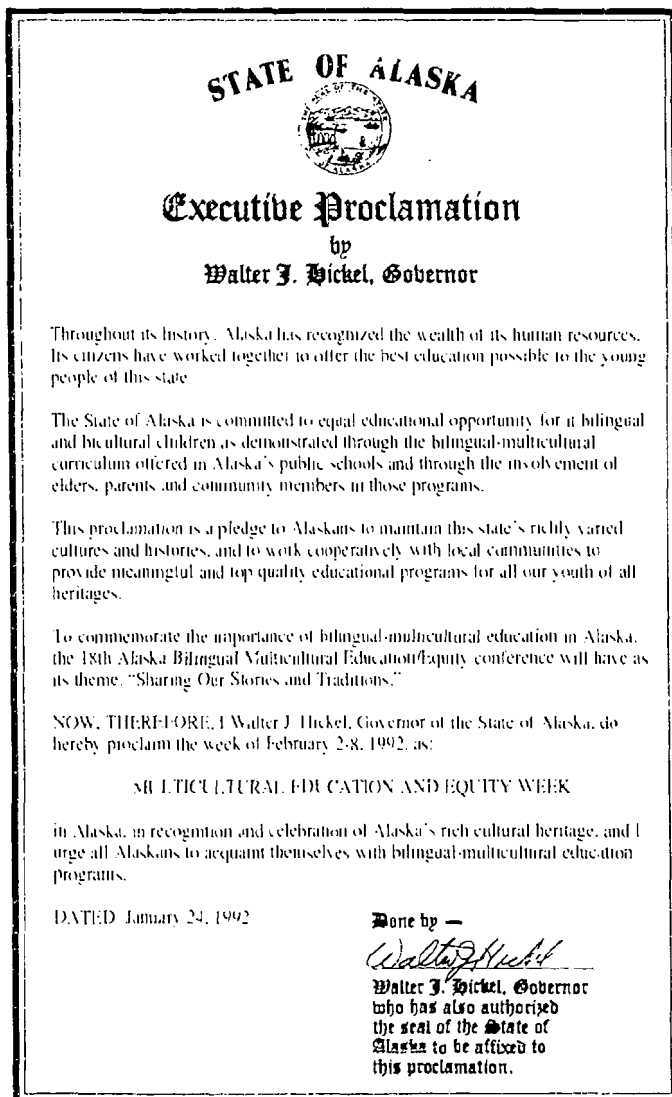 STATE OF ALASKA
THE SEAL OF THE STATE OF ALASKA
Executive Proclamation
by
Walter J. Hickel, Governor
Throughout its history, Alaska has recognized the wealth of its human resources.
Its citizens have worked together to offer the best education possible to the young
people of this state
The State of Alaska is committed to equal educational opportunity for it bilingual
and bicultural children as demonstrated through the bilingual-multicultural
curriculum offered in Alaska's public schools and through the involvement of
elders, parents and community members in those programs.
This proclamation is a pledge to Alaskans to maintain this state's richly varied
cultures and histories, and to work cooperatively with local communities to
provide meaningful and top quality educational programs for all our youth of all
heritages.
To commemorate the importance of bilingual-multicultural education in Alaska,
the 18th Alaska Bilingual Multicultural Education/Equity conference will have as
its theme, "Sharing Our Stories and Traditions."
NOW, THEREFORE, I Walter J. Hickel, Governor of the State of Alaska, do
hereby proclaim the week of February 2-8, 1992, as:
MULTICULTURAL EDUCATION AND EQUITY WEEK
in Alaska, in recognition and celebration of Alaska's rich cultural heritage, and I
urge all Alaskans to acquaint themselves with bilingual-multicultural education
programs.
DATED January 24, 1992
Done by —
Walter J. Hickel
Walter J. Hickel, Governor
who has also authorized
the seal of the State of
Alaska to be affixed to
this proclamation.